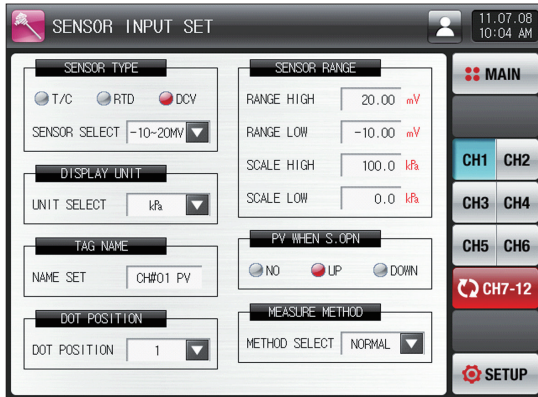 SENSOR INPUT SET
11.07.08
10:04 AM
SENSOR TYPE
T/C RTD DCV
SENSOR SELECT -10~20MV
DISPLAY UNIT
UNIT SELECT kPa
TAG NAME
NAME SET CH#01 PV
DOT POSITION
DOT POSITION 1
SENSOR RANGE
RANGE HIGH 20.00 mV
RANGE LOW -10.00 mV
SCALE HIGH 100.0 kPa
SCALE LOW 0.0 kPa
PV WHEN S.OPN
NO UP DOWN
MEASURE METHOD
METHOD SELECT NORMAL
MAIN
CH1 CH2
CH3 CH4
CH5 CH6
CH7-12
SETUP